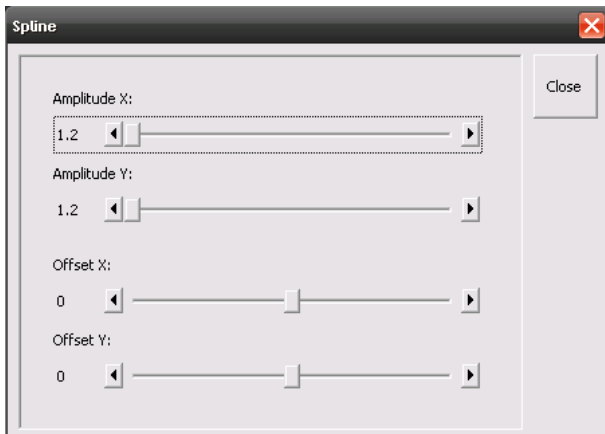 Spline
Close
Amplitude X:
1.2
Amplitude Y:
1.2
Offset X:
0
Offset Y:
0